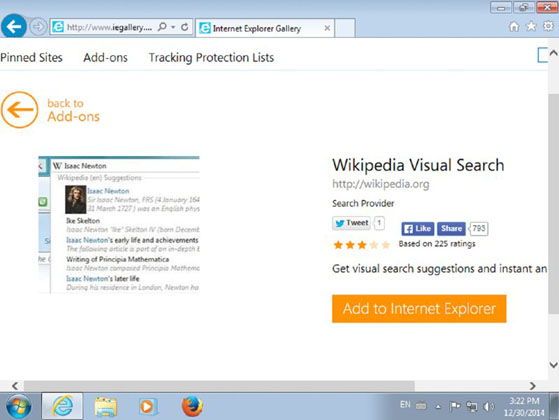 http://www.iegallery....
Internet Explorer Gallery
Pinned Sites Add-ons Tracking Protection Lists
back to
Add-ons
W Isaac Newton
Wikipedia (en) Suggestions
Isaac Newton
Sir Isaac Newton, FRS (4 January 164
31 March 1727 ) was an English phys
Ike Skelton
Isaac Newton "Ike" Skelton IV (born Decem
Isaac Newton's early life and achievements
The following article is part of an in-depth b
Writing of Principia Mathematica
Isaac Newton composed Principia Mathemat
Isaac Newton's later life
During his residence in London, Newton ha
Wikipedia Visual Search
http://wikipedia.org
Search Provider
Tweet 1 Like Share 793
Based on 225 ratings
Get visual search suggestions and instant an
Add to Internet Explorer
EN
3:22 PM
12/30/2014